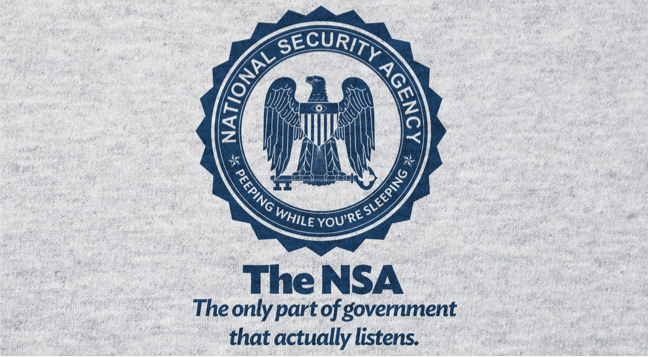 NATIONAL SECURITY AGENCY
PEEPING WHILE YOU'RE SLEEPING
The NSA
The only part of government
that actually listens.